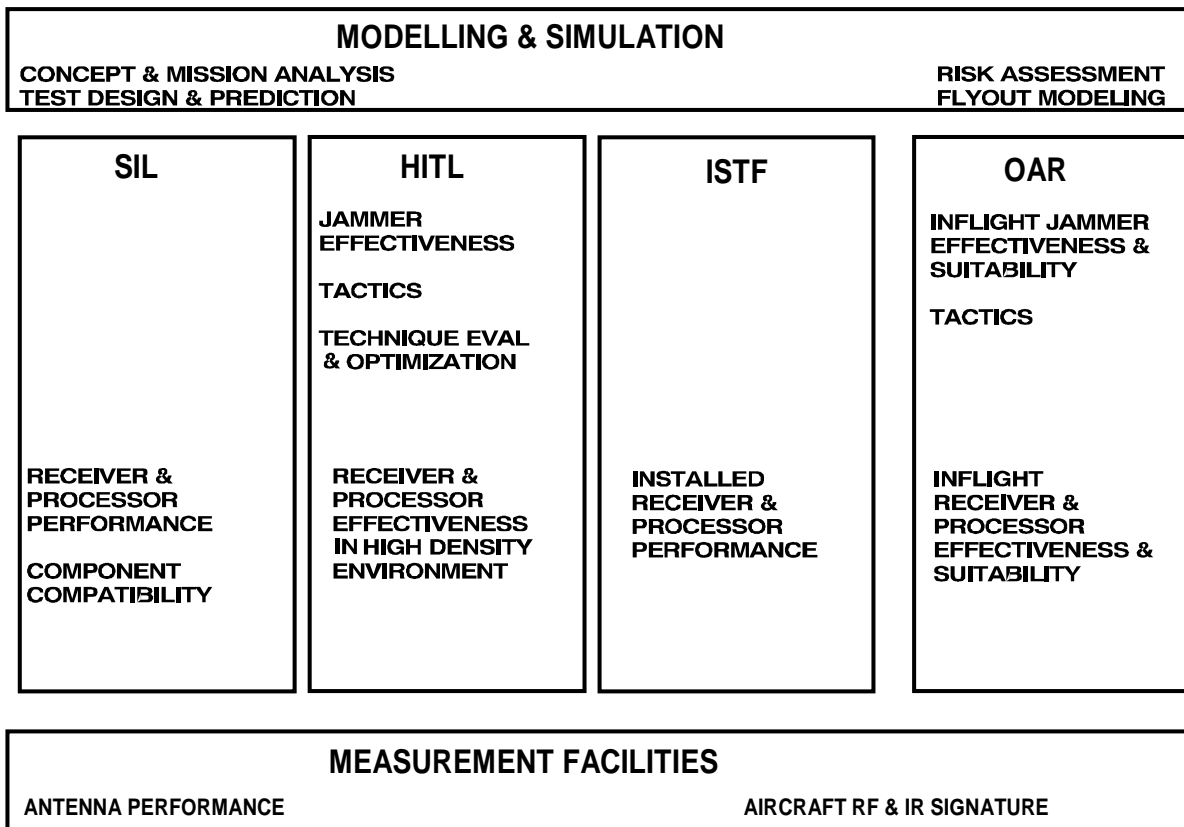 MODELLING & SIMULATION
CONCEPT & MISSION ANALYSIS
TEST DESIGN & PREDICTION
RISK ASSESSMENT
FLYOUT MODELING
SIL
RECEIVER &
PROCESSOR
PERFORMANCE
COMPONENT
COMPATIBILITY
HITL
JAMMER
EFFECTIVENESS
TACTICS
TECHNIQUE EVAL
& OPTIMIZATION
RECEIVER &
PROCESSOR
EFFECTIVENESS
IN HIGH DENSITY
ENVIRONMENT
ISTF
INSTALLED
RECEIVER &
PROCESSOR
PERFORMANCE
OAR
INFLIGHT JAMMER
EFFECTIVENESS &
SUITABILITY
TACTICS
INFLIGHT
RECEIVER &
PROCESSOR
EFFECTIVENESS &
SUITABILITY
MEASUREMENT FACILITIES
ANTENNA PERFORMANCE
AIRCRAFT RF & IR SIGNATURE